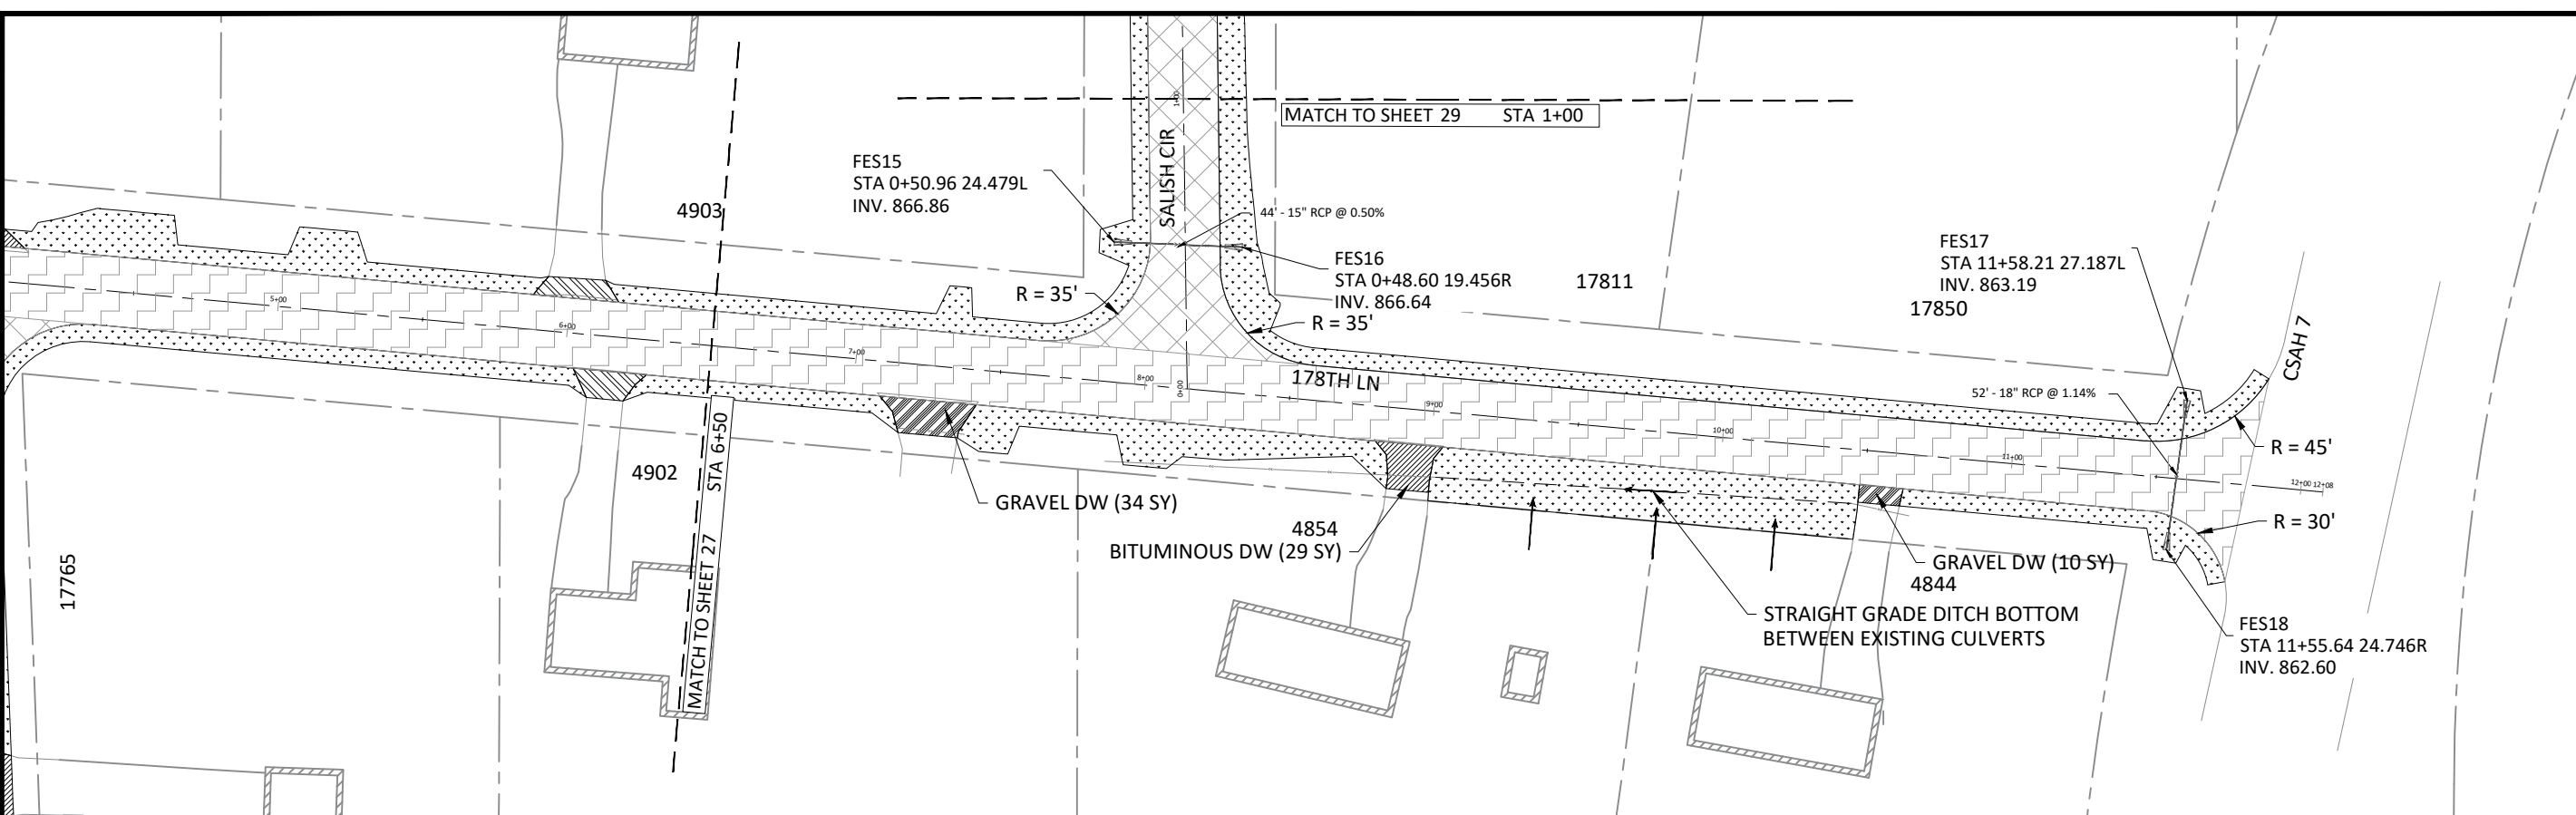 MATCH TO SHEET 29 STA 1+00
1+00
SALISH CIR
FES15
STA 0+50.96 24.479L
INV. 866.86
4903
44' - 15" RCP @ 0.50%
FES16
STA 0+48.60 19.456R
INV. 866.64
17811
FES17
STA 11+58.21 27.187L
INV. 863.19
17850
CSAH 7
R = 35'
R = 35'
5+00
6+00
7+00
8+00
0+00
178TH LN
9+00
10+00
11+00
12+00 12+08
52' - 18" RCP @ 1.14%
R = 45'
R = 30'
4902
MATCH TO SHEET 27 STA 6+50
GRAVEL DW (34 SY)
4854
BITUMINOUS DW (29 SY)
GRAVEL DW (10 SY)
4844
STRAIGHT GRADE DITCH BOTTOM
BETWEEN EXISTING CULVERTS
FES18
STA 11+55.64 24.746R
INV. 862.60
17765